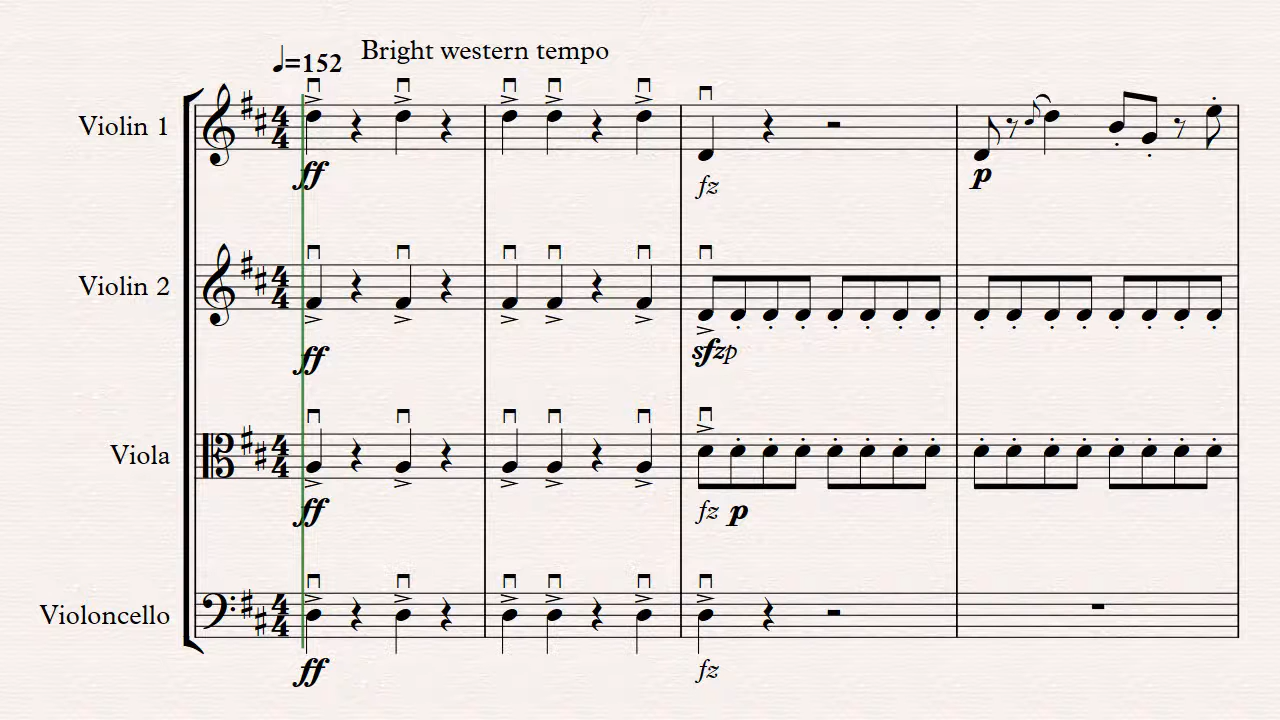 Bright western tempo
♩=152
Violin 1
ff
fz
p
Violin 2
ff
sfzp
Viola
ff
fz p
Violoncello
ff
fz